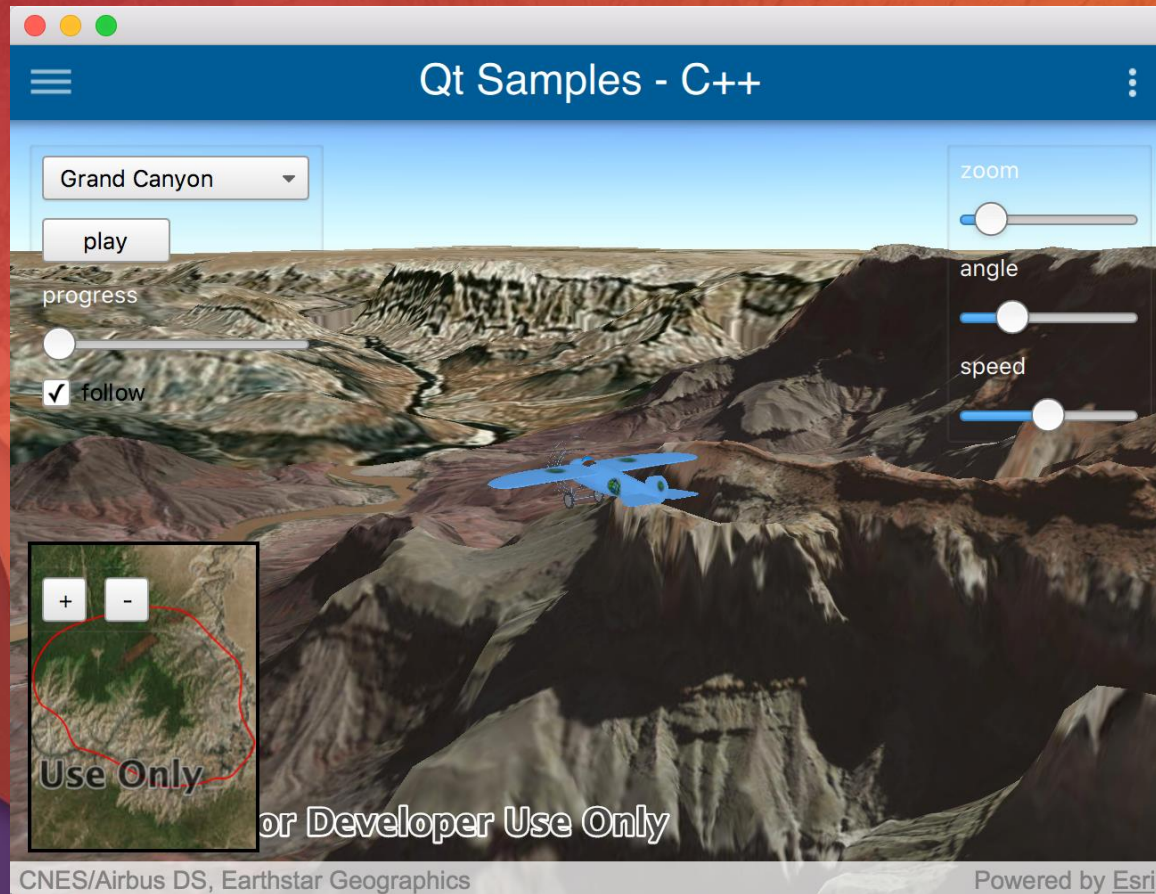 Qt Samples - C++
Grand Canyon
play
progress
follow
zoom
angle
speed
+ -
Use Only
or Developer Use Only
CNES/Airbus DS, Earthstar Geographics
Powered by Esri